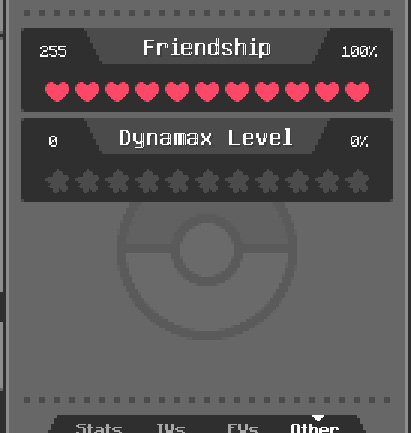 255 Friendship 100%
0 Dynamax Level 0%
Stats IVs EVs Other